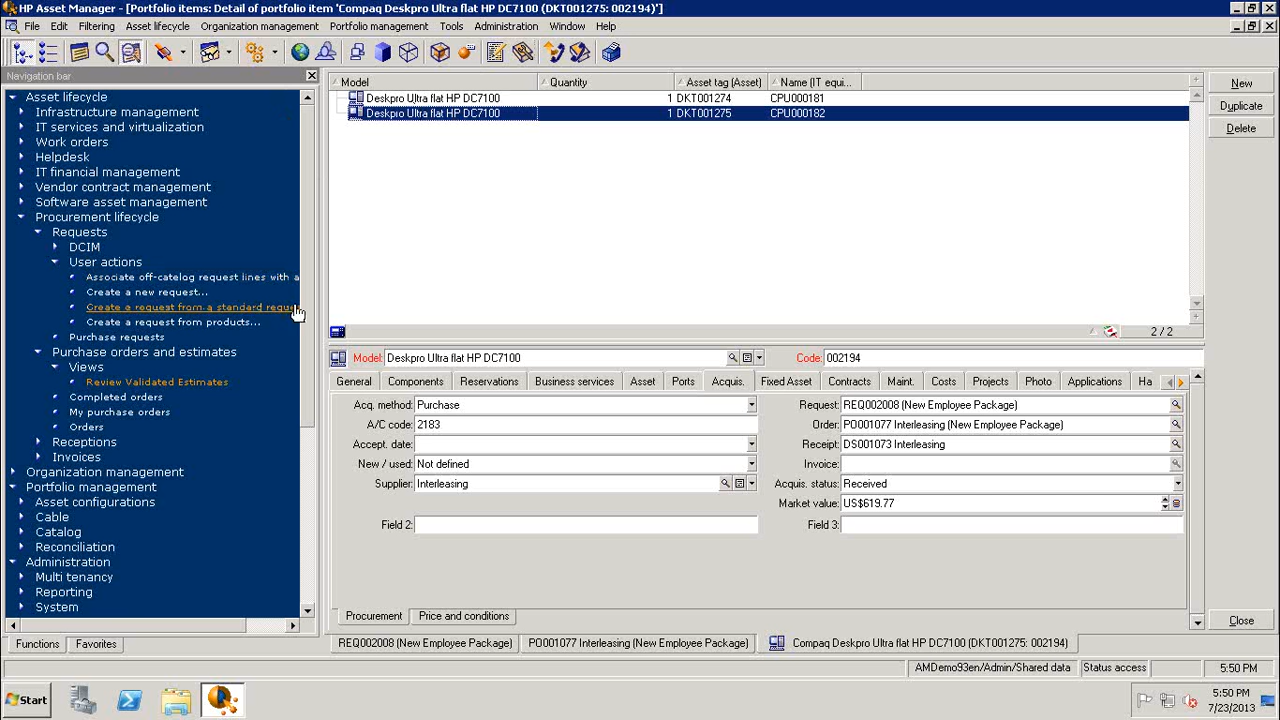 HP Asset Manager - [Portfolio items: Detail of portfolio item 'Compaq Deskpro Ultra flat HP DC7100 (DKT001275: 002194)']
File Edit Filtering Asset lifecycle Organization management Portfolio management Tools Administration Window Help
Navigation bar
Asset lifecycle
Infrastructure management
IT services and virtualization
Work orders
Helpdesk
IT financial management
Vendor contract management
Software asset management
Procurement lifecycle
Requests
DCIM
User actions
Associate off-catelog request lines with a
Create a new request...
Create a request from a standard reque
Create a request from products...
Purchase requests
Purchase orders and estimates
Views
Review Validated Estimates
Completed orders
My purchase orders
Orders
Receptions
Invoices
Organization management
Portfolio management
Asset configurations
Cable
Catalog
Reconciliation
Administration
Multi tenancy
Reporting
System
Functions Favorites
Model Quantity Asset tag (Asset) Name (IT equi...
Deskpro Ultra flat HP DC7100 1 DKT001274 CPU000181
Deskpro Ultra flat HP DC7100 1 DKT001275 CPU000182
2 / 2
New
Duplicate
Delete
Model: Deskpro Ultra flat HP DC7100 Code: 002194
General Components Reservations Business services Asset Ports Acquis. Fixed Asset Contracts Maint. Costs Projects Photo Applications Ha
Acq. method: Purchase Request: REQ002008 (New Employee Package)
A/C code: 2183 Order: PO001077 Interleasing (New Employee Package)
Accept. date: Receipt: DS001073 Interleasing
New / used: Not defined Invoice:
Supplier: Interleasing Acquis. status: Received
Market value: US$619.77
Field 2: Field 3:
Procurement Price and conditions
Close
REQ002008 (New Employee Package) PO001077 Interleasing (New Employee Package) Compaq Deskpro Ultra flat HP DC7100 (DKT001275: 002194)
AMDemo93en/Admin/Shared data Status access 5:50 PM
Start
5:50 PM
7/23/2013